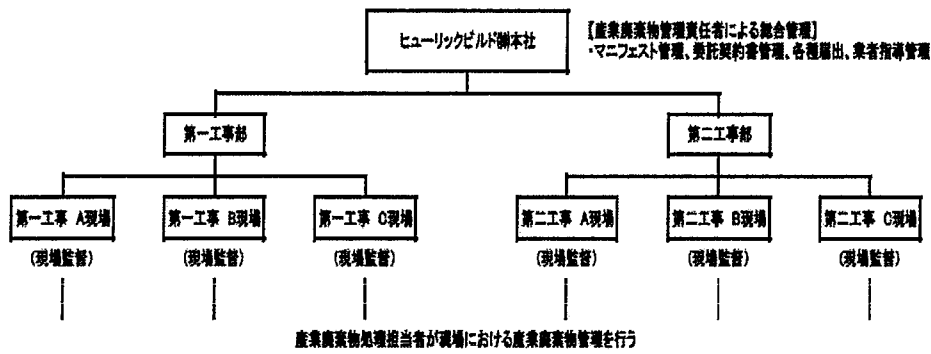 ヒューリックビルド㈱本社
【産業廃棄物管理責任者による総合管理】
・マニフェスト管理、委託契約書管理、各種届出、業者指導管理
第一工事部
第二工事部
第一工事 A現場
第一工事 B現場
第一工事 C現場
第二工事 A現場
第二工事 B現場
第二工事 C現場
(現場監督)
(現場監督)
(現場監督)
(現場監督)
(現場監督)
(現場監督)
産業廃棄物処理担当者が現場における産業廃棄物管理を行う